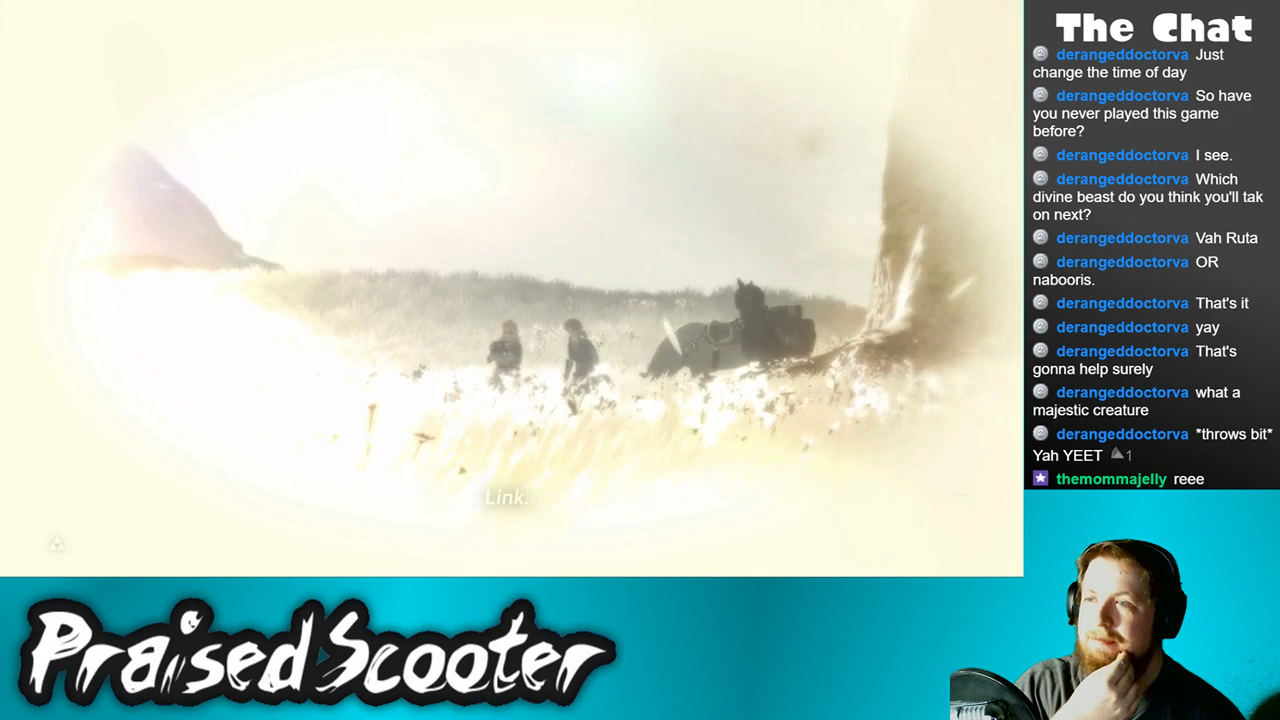 The Chat
derangeddoctorva Just
change the time of day
derangeddoctorva So have
you never played this game
before?
derangeddoctorva I see.
derangeddoctorva Which
divine beast do you think you'll tak
on next?
derangeddoctorva Vah Ruta
derangeddoctorva OR
nabooris.
derangeddoctorva That's it
derangeddoctorva yay
derangeddoctorva That's
gonna help surely
derangeddoctorva what a
majestic creature
derangeddoctorva *throws bit*
Yah YEET 1
themommajelly reee
Link..
PraisedScooter